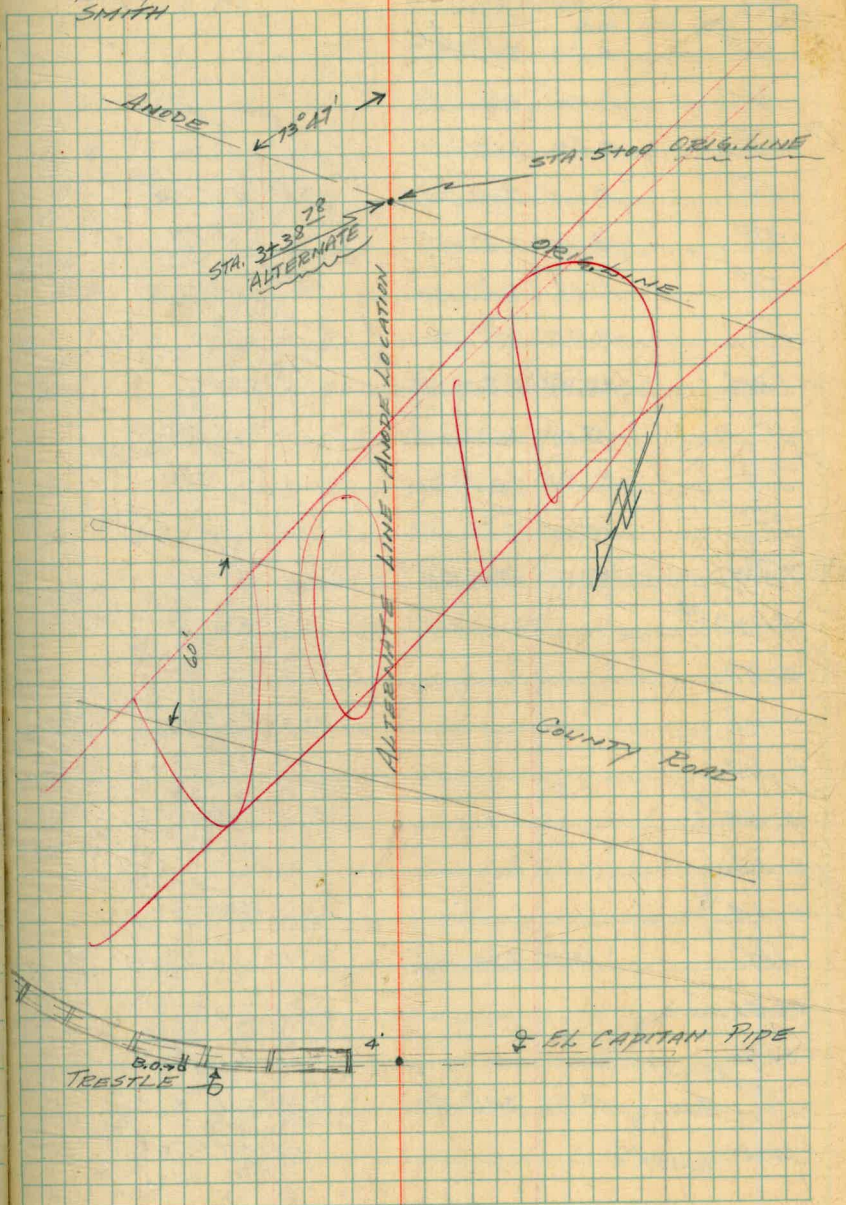 SMITH
ANODE
73° 47'
STA. 5+00 ORIG. LINE
STA. 3+38 78
ALTERNATE
ORIG. LINE
ALTERNATE LINE - ANODE LOCATION
60'
COUNTY ROAD
VOID
4'
℄ EL CAPITAN PIPE
B.O.
TRESTLE